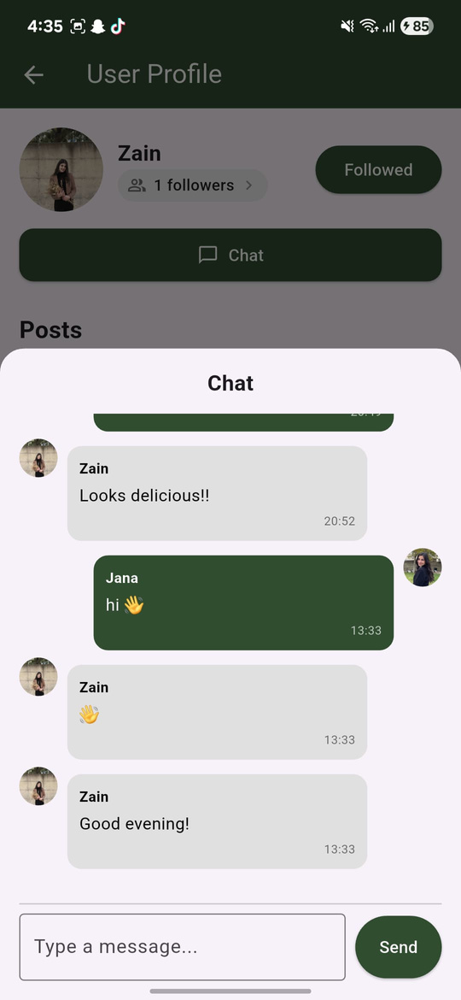 4:35
85
User Profile
Zain
1 followers
Followed
Chat
Posts
Chat
Zain
Looks delicious!!
20:52
Jana
hi 👋
13:33
Zain
👋
13:33
Zain
Good evening!
13:33
Type a message...
Send